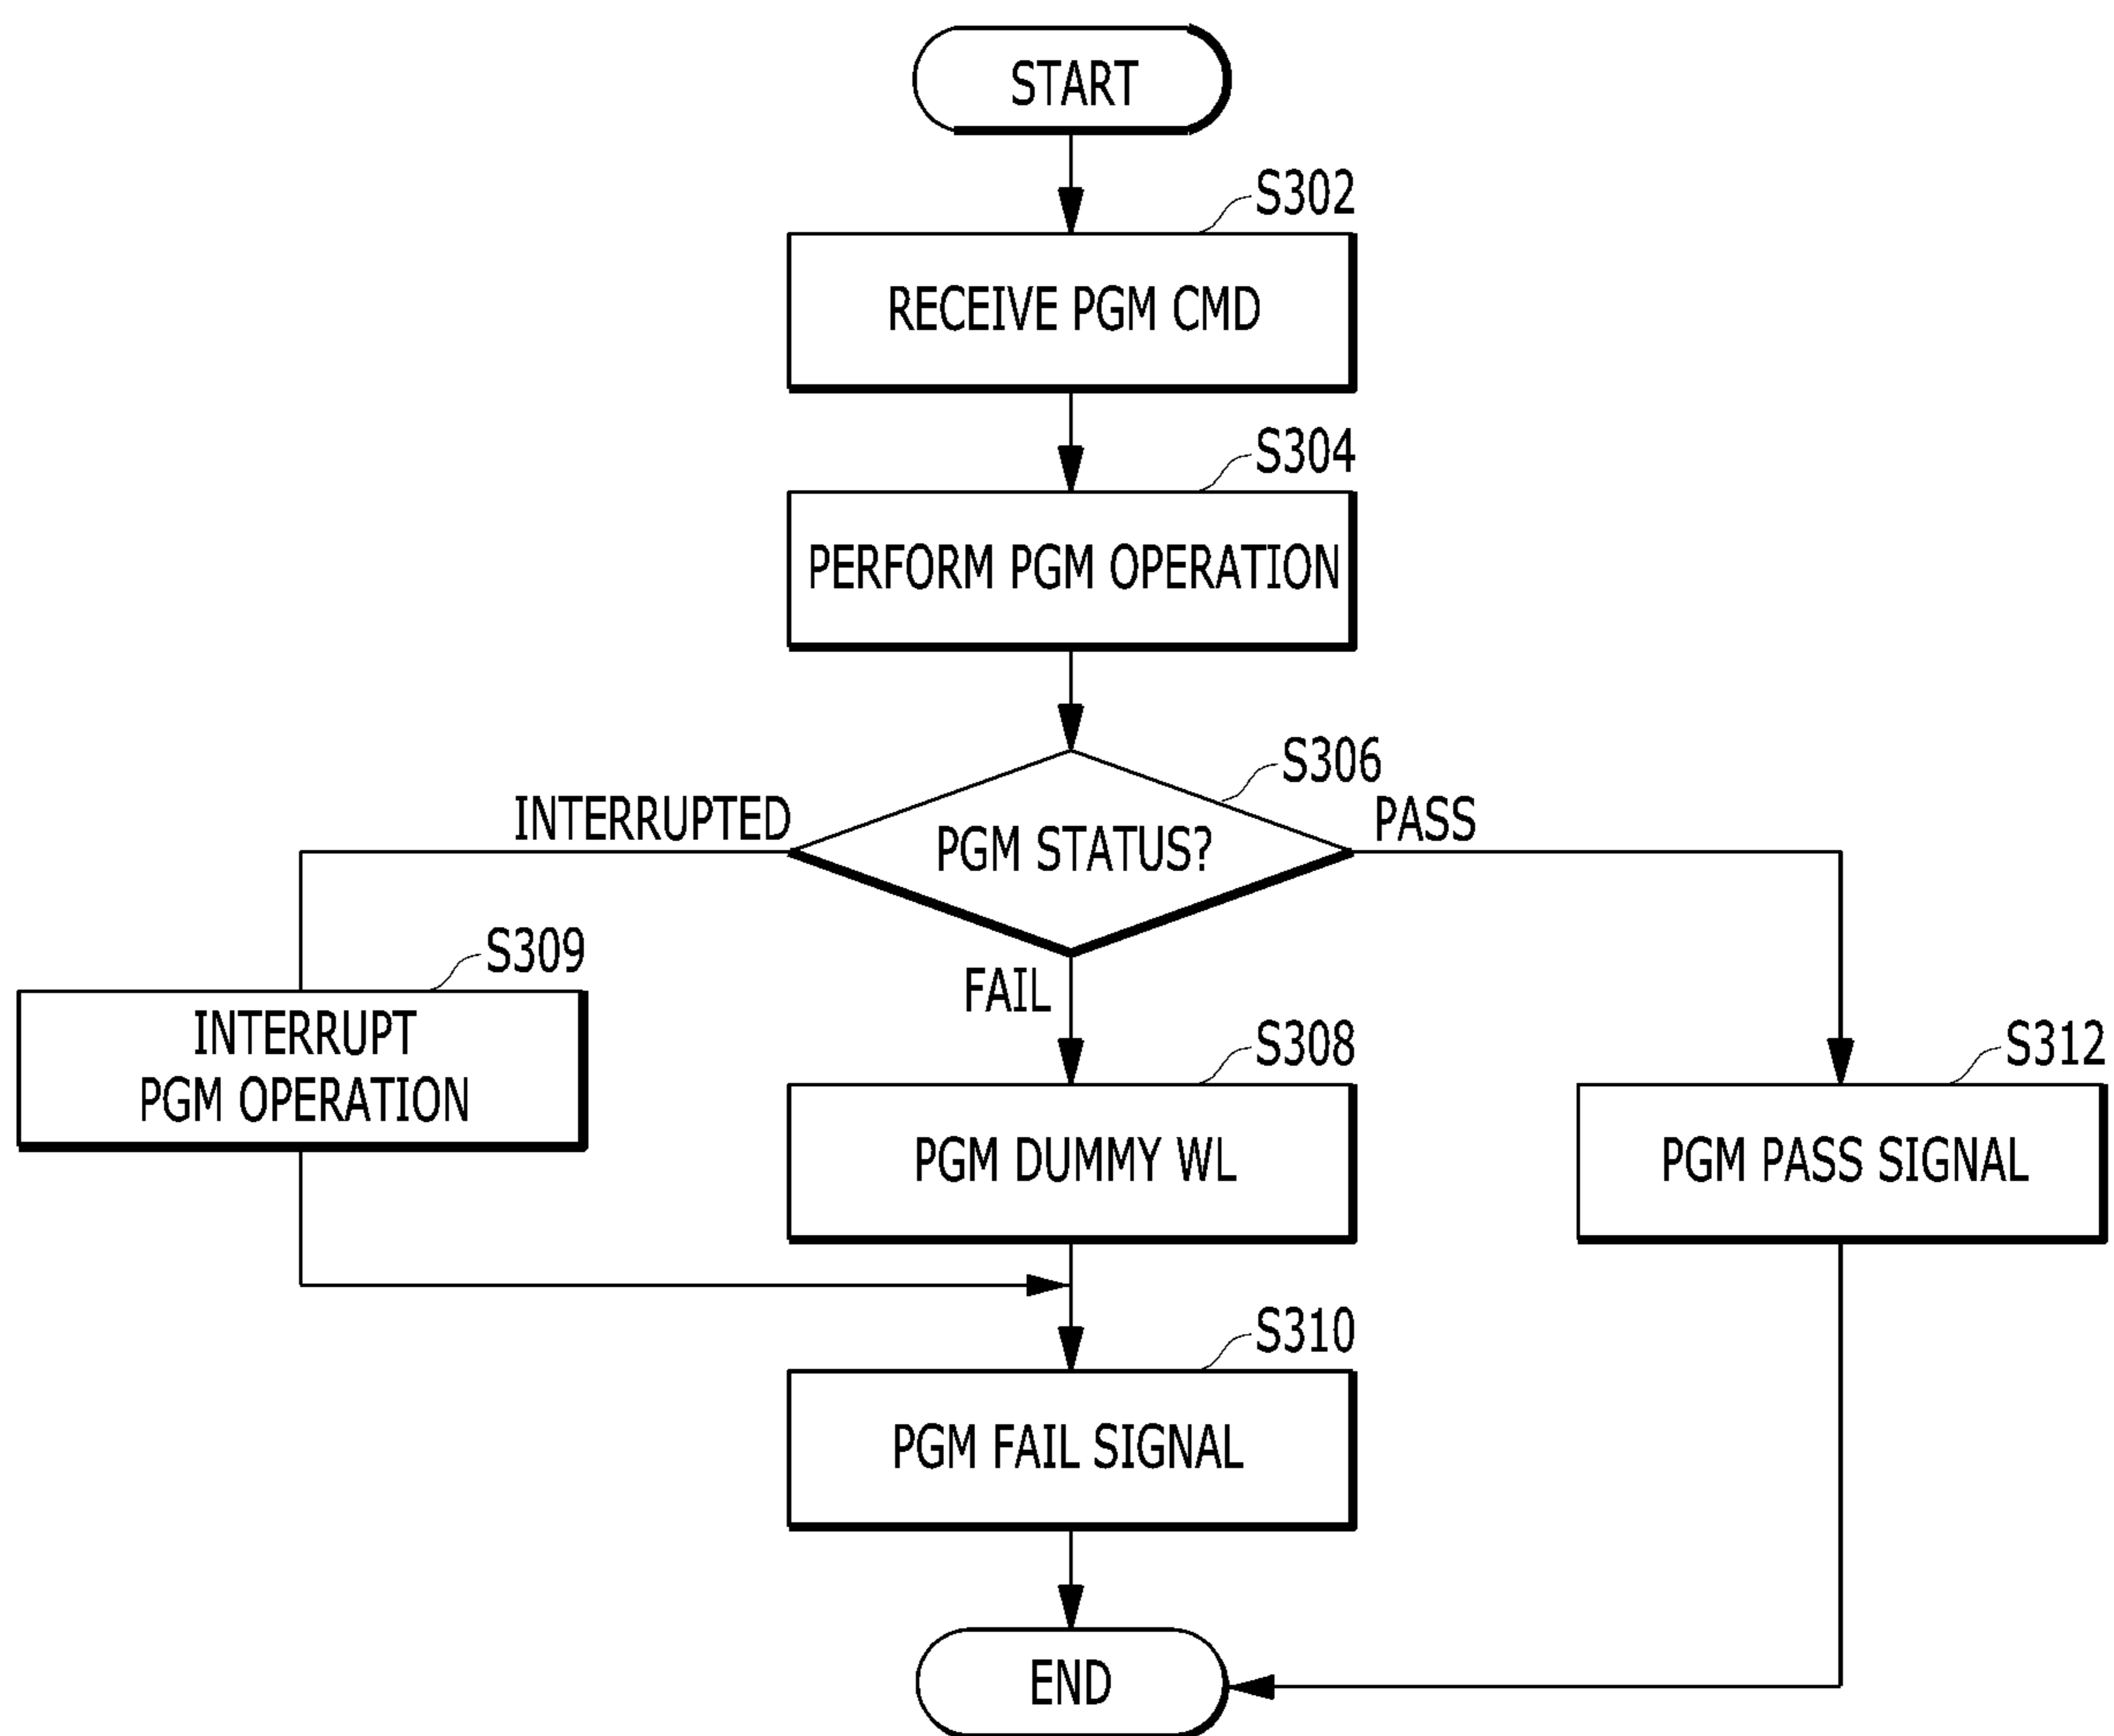 START
S302
RECEIVE PGM CMD
S304
PERFORM PGM OPERATION
S306
INTERRUPTED
PGM STATUS?
PASS
S309
FAIL
INTERRUPT
PGM OPERATION
S308
PGM DUMMY WL
S312
PGM PASS SIGNAL
S310
PGM FAIL SIGNAL
END